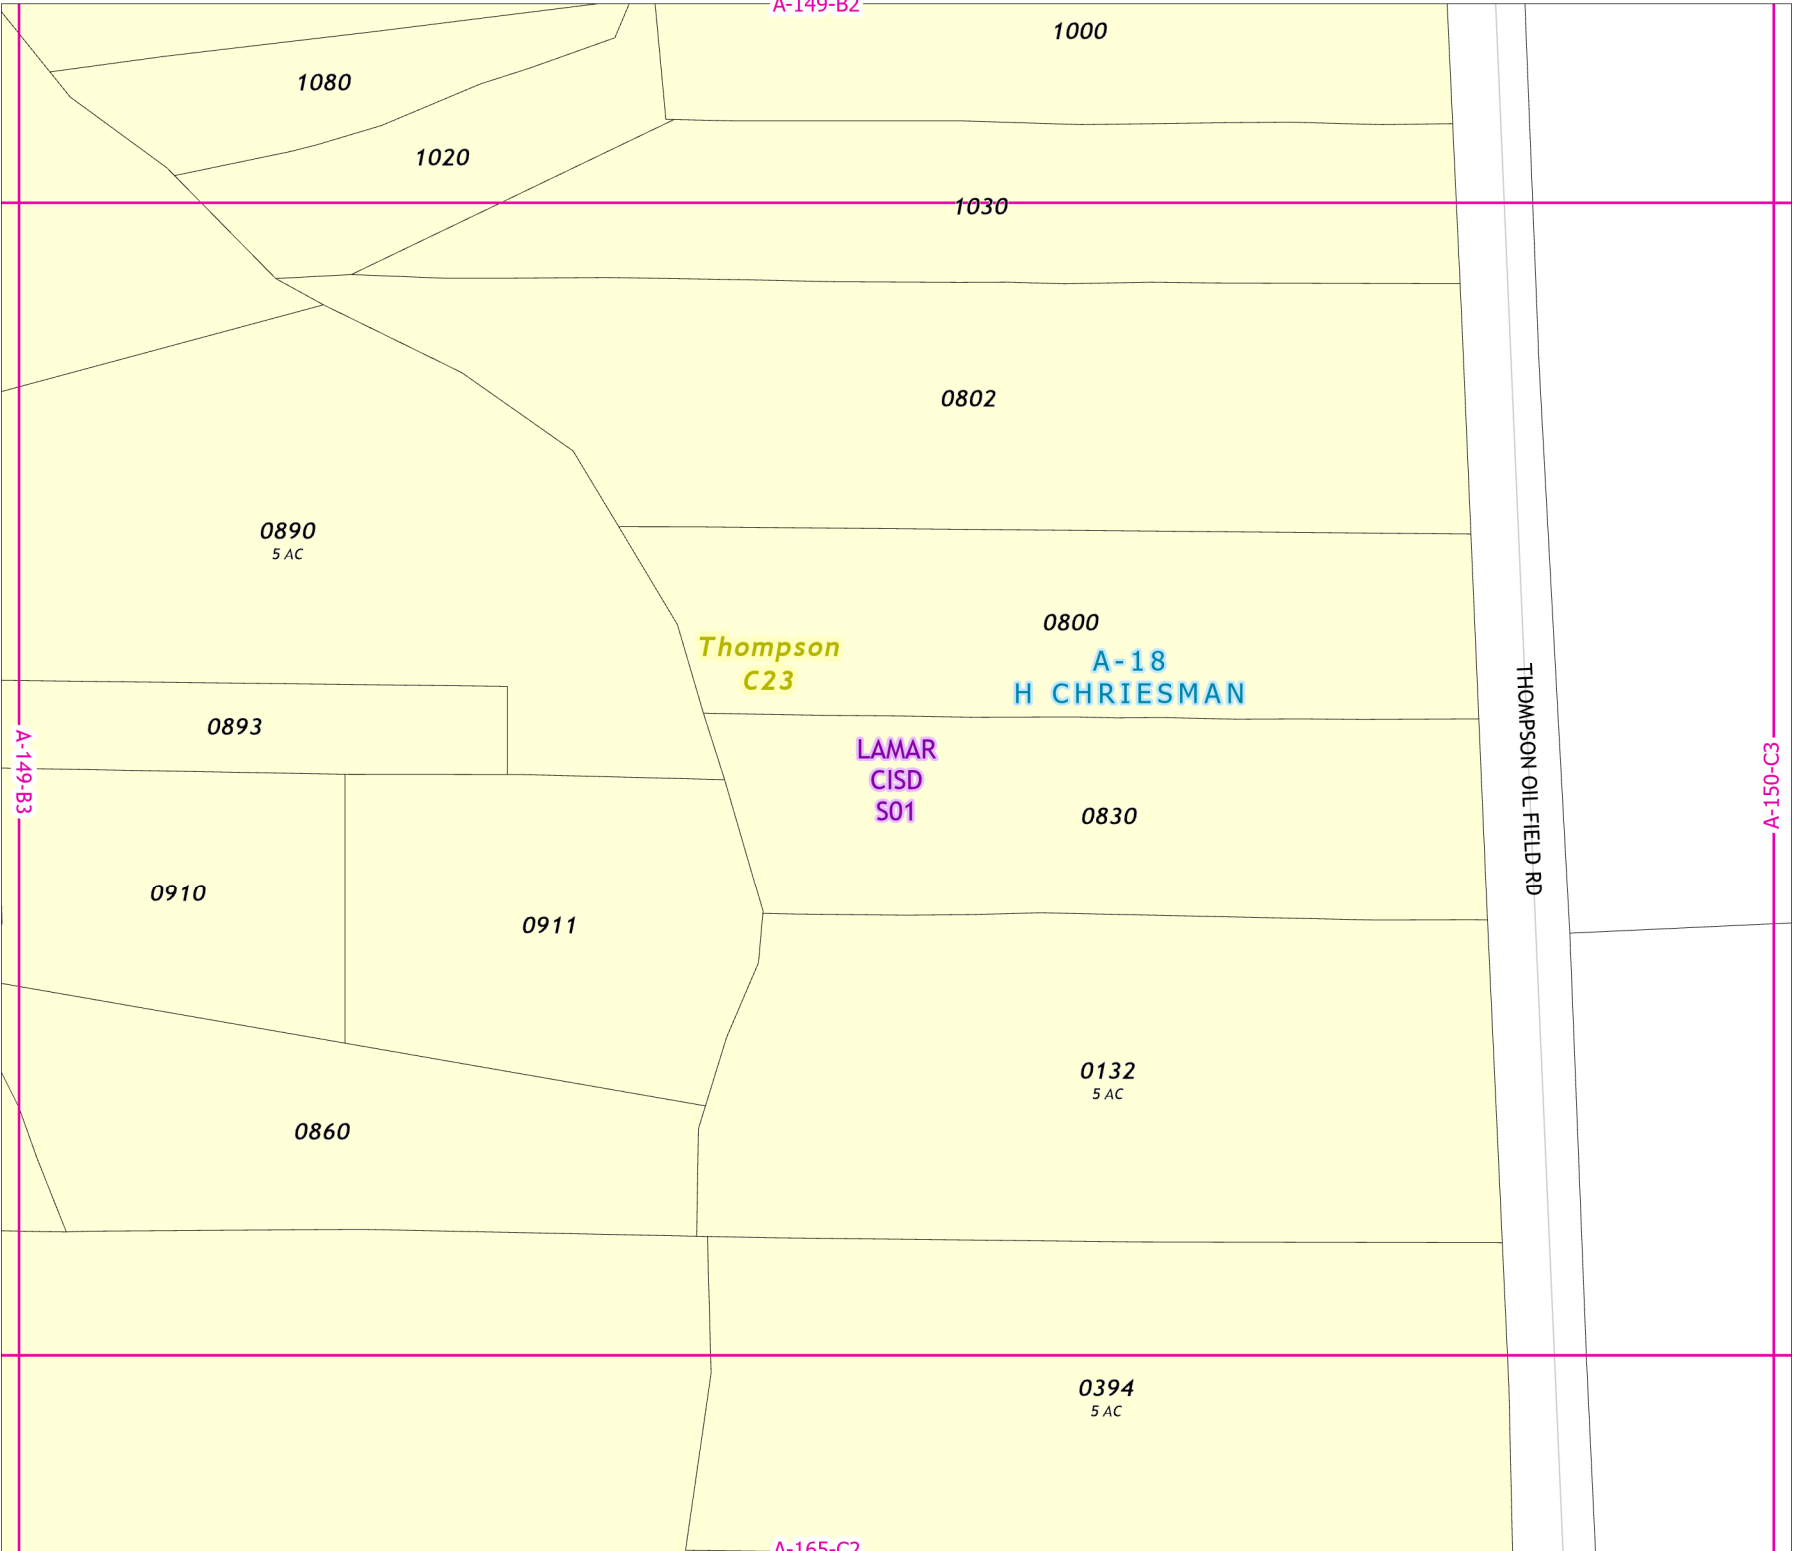 A-149-B2
1000
1080
1020
1030
0802
0890
5 AC
0800
Thompson
C23
A-18
H CHRIESMAN
0893
LAMAR
CISD
S01
0830
A-149-B3
THOMPSON OIL FIELD RD
A-150-C3
0910
0911
0132
5 AC
0860
0394
5 AC
A-165-C2